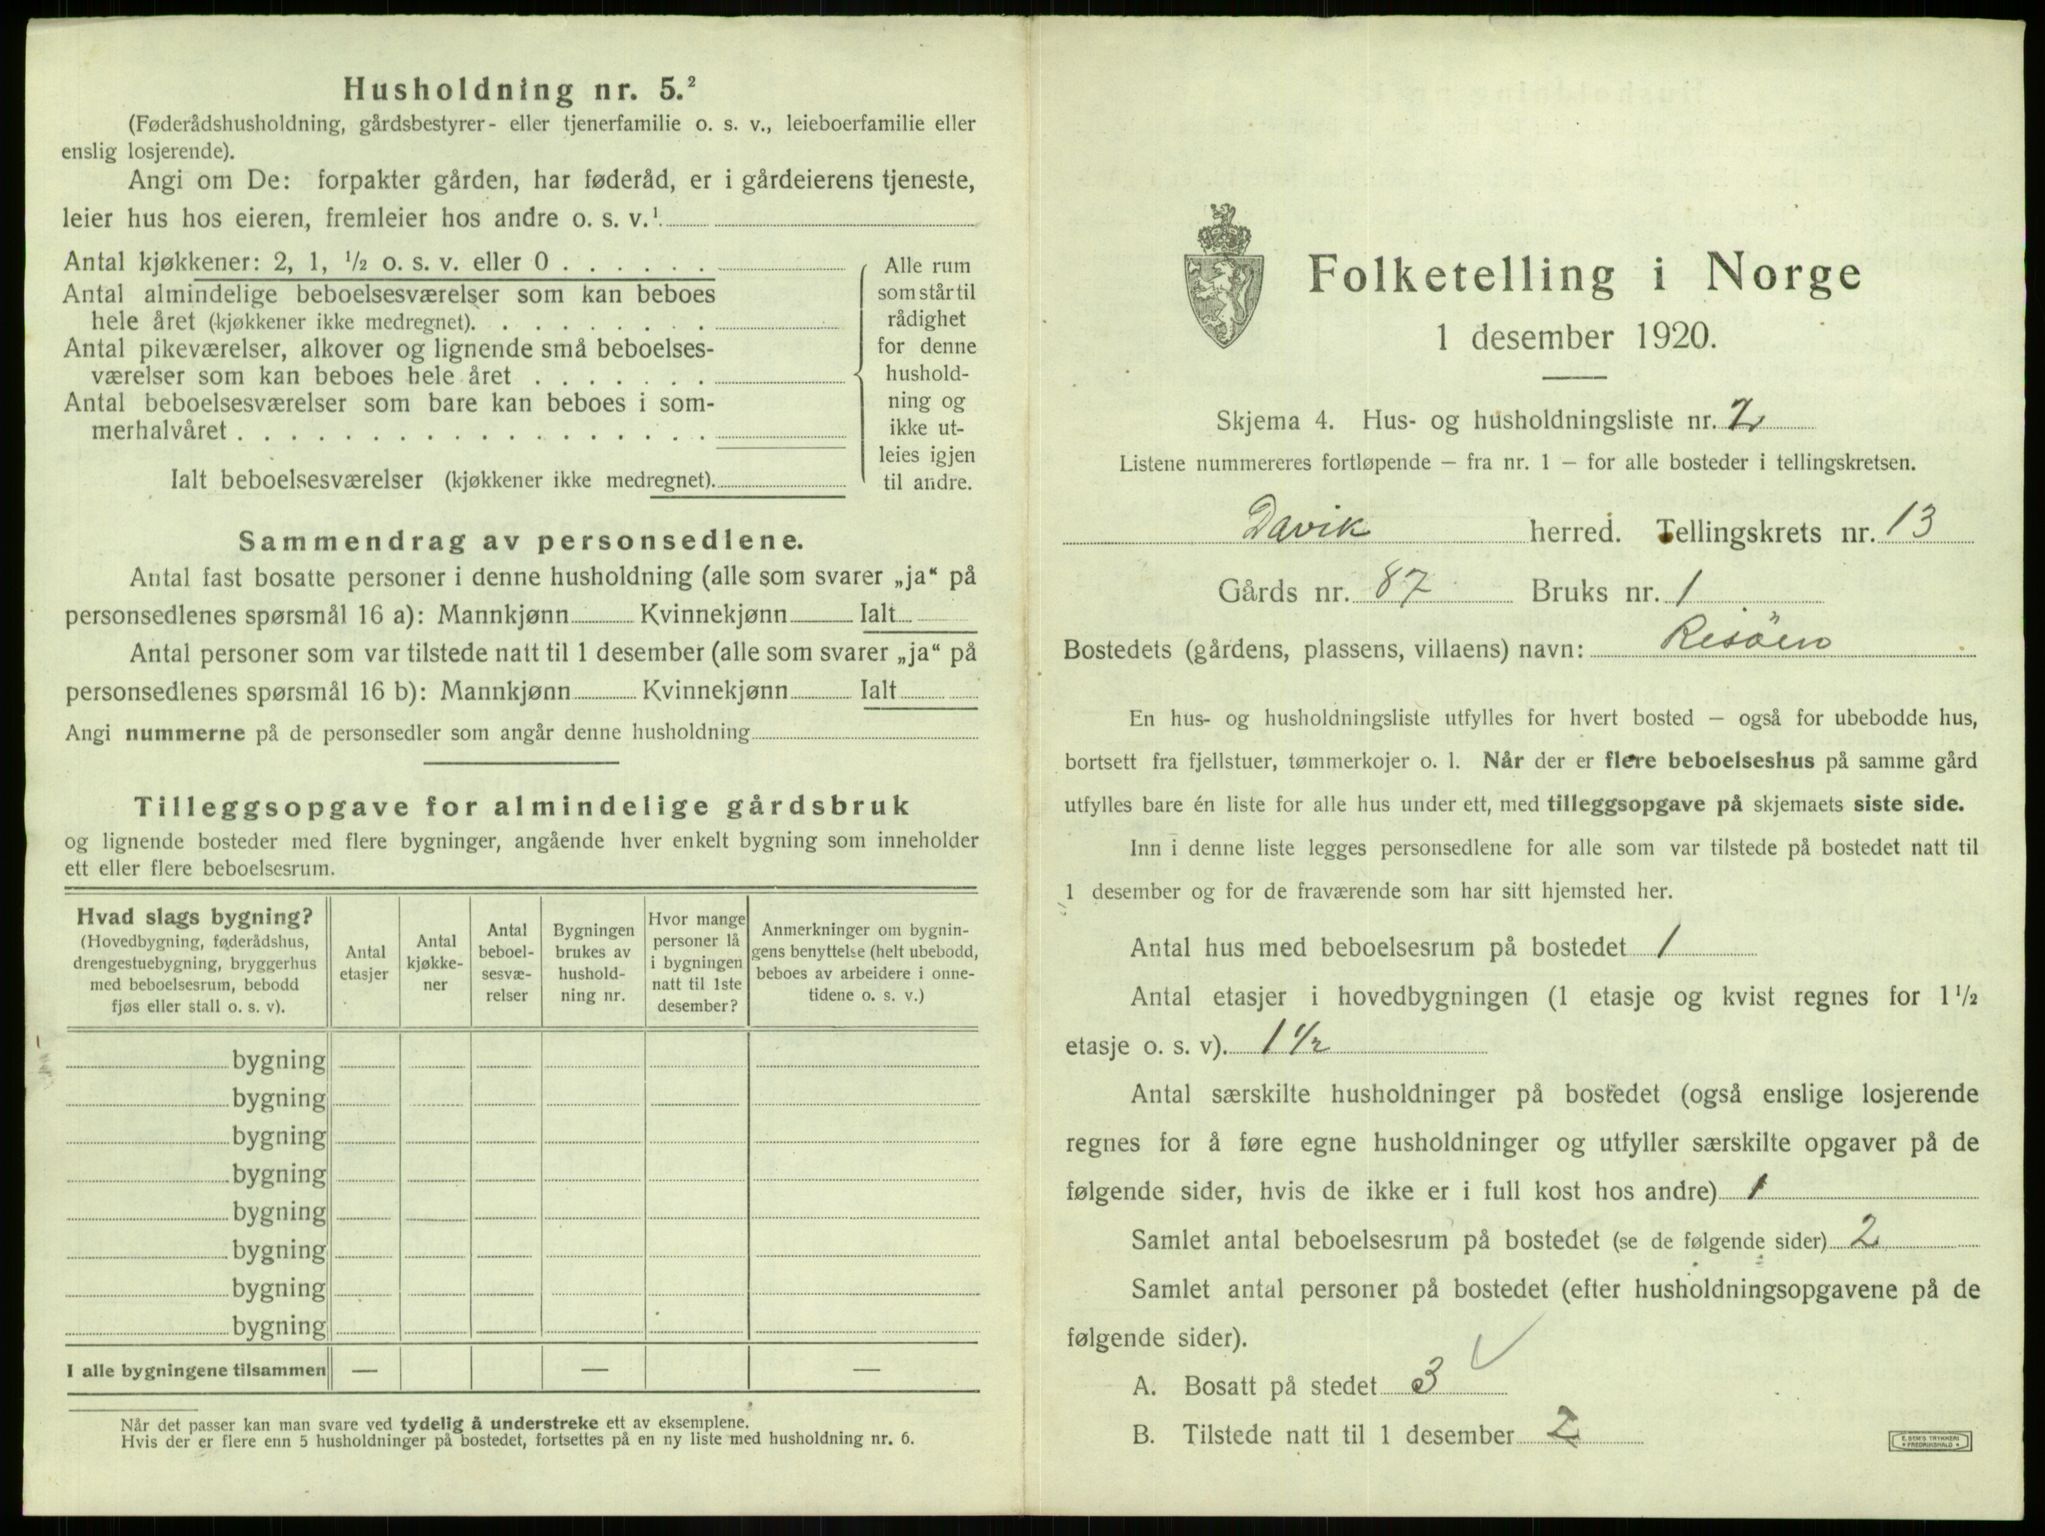 Husholdning nr. 5.²
(Føderådshusholdning, gårdsbestyrer- eller tjenerfamilie o. s. v., leieboerfamilie eller
enslig losjerende).
Angi om De: forpakter gården, har føderåd, er i gårdeierens tjeneste,
leier hus hos eieren, fremleier hos andre o. s. v.¹
Antal kjøkkener: 2, 1, ½ o. s. v. eller 0 . . . . . .
Antal almindelige beboelsesværelser som kan beboes
hele året (kjøkkener ikke medregnet). . . . . . . . .
Antal pikeværelser, alkover og lignende små beboelses-
værelser som kan beboes hele året . . . . . . .
Antal beboelsesværelser som bare kan beboes i som-
merhalvåret . . . . . . . . . . . . . . . . . .
Ialt beboelsesværelser (kjøkkener ikke medregnet).
Alle rum
som står til
rådighet
for denne
hushold-
ning og
ikke ut-
leies igjen
til andre.
Sammendrag av personsedlene.
Antal fast bosatte personer i denne husholdning (alle som svarer „ja“ på
personsedlenes spørsmål 16 a): Mannkjønn Kvinnekjønn Ialt
Antal personer som var tilstede natt til 1 desember (alle som svarer „ja“ på
personsedlenes spørsmål 16 b): Mannkjønn Kvinnekjønn Ialt
Angi nummerne på de personsedler som angår denne husholdning
Tilleggsopgave for almindelige gårdsbruk
og lignende bosteder med flere bygninger, angående hver enkelt bygning som inneholder
ett eller flere beboelsesrum.
Hvad slags bygning?
(Hovedbygning, føderådshus,
drengestuebygning, bryggerhus
med beboelsesrum, bebodd
fjøs eller stall o. s. v).
Antal
etasjer
Antal
kjøkke-
ner
Antal
beboel-
sesvæ-
relser
Bygningen
brukes av
hushold-
ning nr.
Hvor mange
personer lå
i bygningen
natt til 1ste
desember?
Anmerkninger om bygnin-
gens benyttelse (helt ubebodd,
beboes av arbeidere i onne-
tidene o. s. v.)
bygning
bygning
bygning
bygning
bygning
bygning
bygning
bygning
I alle bygningene tilsammen — — —
Når det passer kan man svare ved tydelig å understreke ett av eksemplene.
Hvis der er flere enn 5 husholdninger på bostedet, fortsettes på en ny liste med husholdning nr. 6.
Folketelling i Norge
1 desember 1920.
Skjema 4. Hus- og husholdningsliste nr. 2
Listene nummereres fortløpende – fra nr. 1 – for alle bosteder i tellingskretsen.
Davik herred. Tellingskrets nr. 13
Gårds nr. 87 Bruks nr. 1
Bostedets (gårdens, plassens, villaens) navn: Risöen
En hus- og husholdningsliste utfylles for hvert bosted – også for ubebodde hus,
bortsett fra fjellstuer, tømmerkojer o. l. Når der er flere beboelseshus på samme gård
utfylles bare én liste for alle hus under ett, med tilleggsopgave på skjemaets siste side.
Inn i denne liste legges personsedlene for alle som var tilstede på bostedet natt til
1 desember og for de fraværende som har sitt hjemsted her.
Antal hus med beboelsesrum på bostedet 1
Antal etasjer i hovedbygningen (1 etasje og kvist regnes for 1½
etasje o. s. v). 1½
Antal særskilte husholdninger på bostedet (også enslige losjerende
regnes for å føre egne husholdninger og utfyller særskilte opgaver på de
følgende sider, hvis de ikke er i full kost hos andre) 1
Samlet antal beboelsesrum på bostedet (se de følgende sider) 2
Samlet antal personer på bostedet (efter husholdningsopgavene på de
følgende sider).
A. Bosatt på stedet 3
B. Tilstede natt til 1 desember 2
E. SEM'S TRYKKERI
FREDRIKSHALD